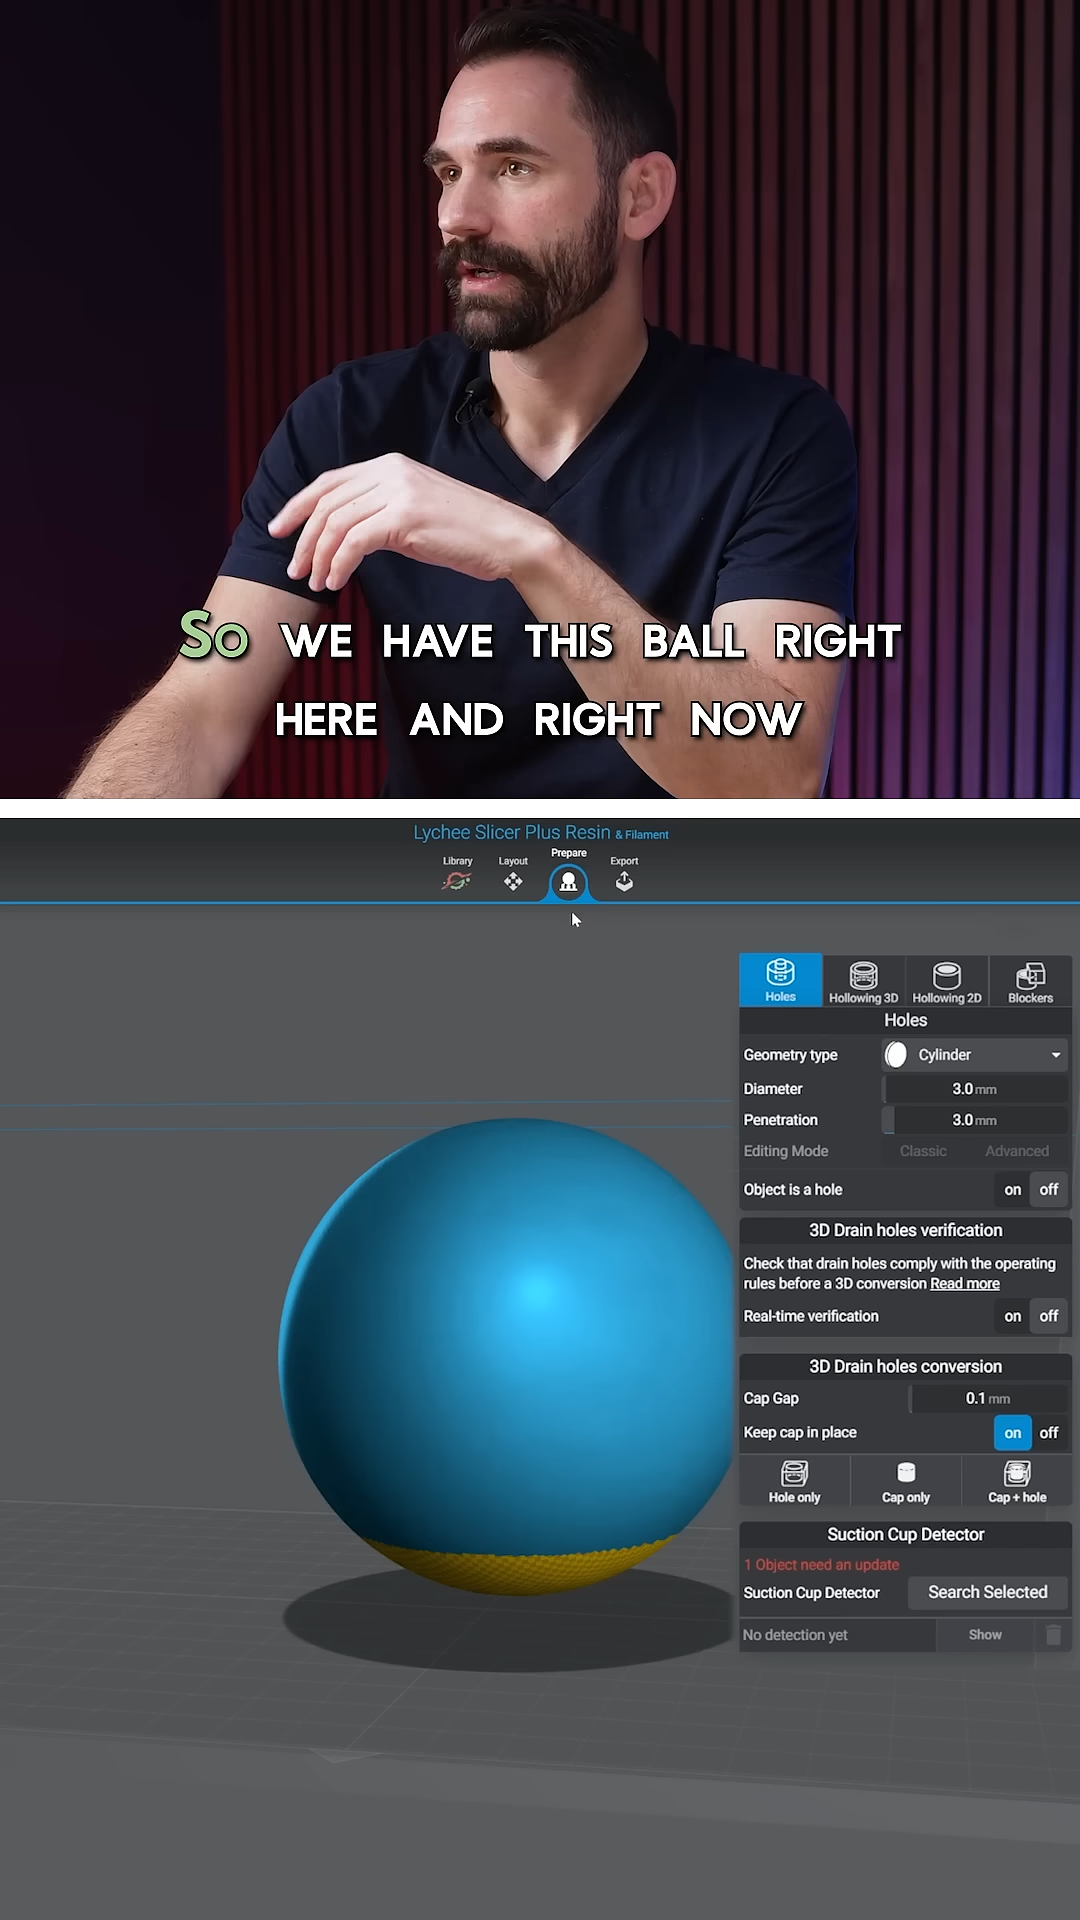 So WE HAVE THIS BALL RIGHT
HERE AND RIGHT NOW
Lychee Slicer Plus Resin & Filament
Library
Layout
Prepare
Export
Holes
Hollowing 3D
Hollowing 2D
Blockers
Holes
Geometry type
Cylinder
Diameter
3.0 mm
Penetration
3.0 mm
Editing Mode
Classic
Advanced
Object is a hole
on
off
3D Drain holes verification
Check that drain holes comply with the operating
rules before a 3D conversion Read more
Real-time verification
on
off
3D Drain holes conversion
Cap Gap
0.1 mm
Keep cap in place
on
off
Hole only
Cap only
Cap + hole
Suction Cup Detector
1 Object need an update
Suction Cup Detector
Search Selected
No detection yet
Show